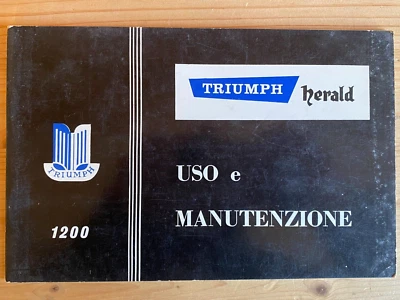 TRIUMPH herald
TRIUMPH
USO e
MANUTENZIONE
1200